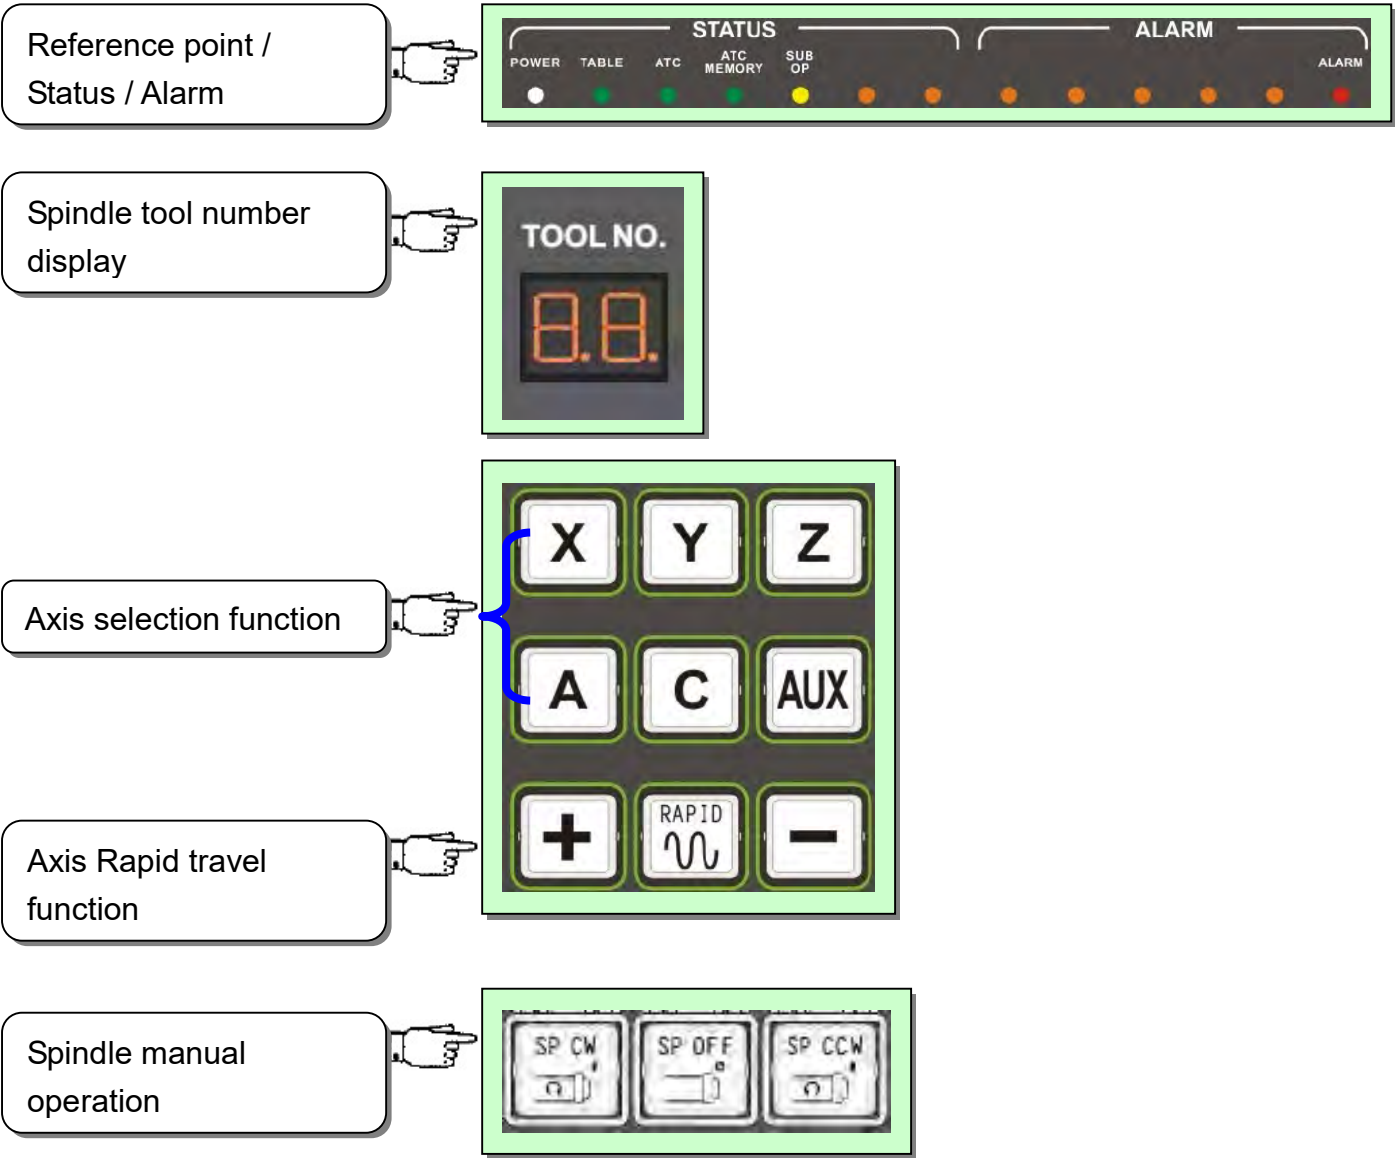 Reference point /
Status / Alarm
STATUS ALARM
POWER TABLE ATC ATC MEMORY SUB OP ALARM
Spindle tool number
display
TOOL NO.
8.8.
X Y Z
Axis selection function
A C AUX
+ RAPID −
Axis Rapid travel
function
SP CW SP OFF SP CCW
Spindle manual
operation